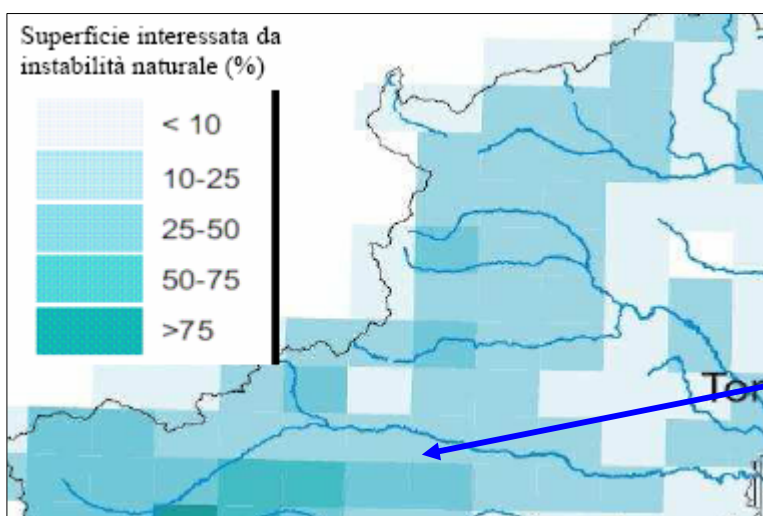 Superficie interessata da
instabilità naturale (%)
< 10
10-25
25-50
50-75
>75